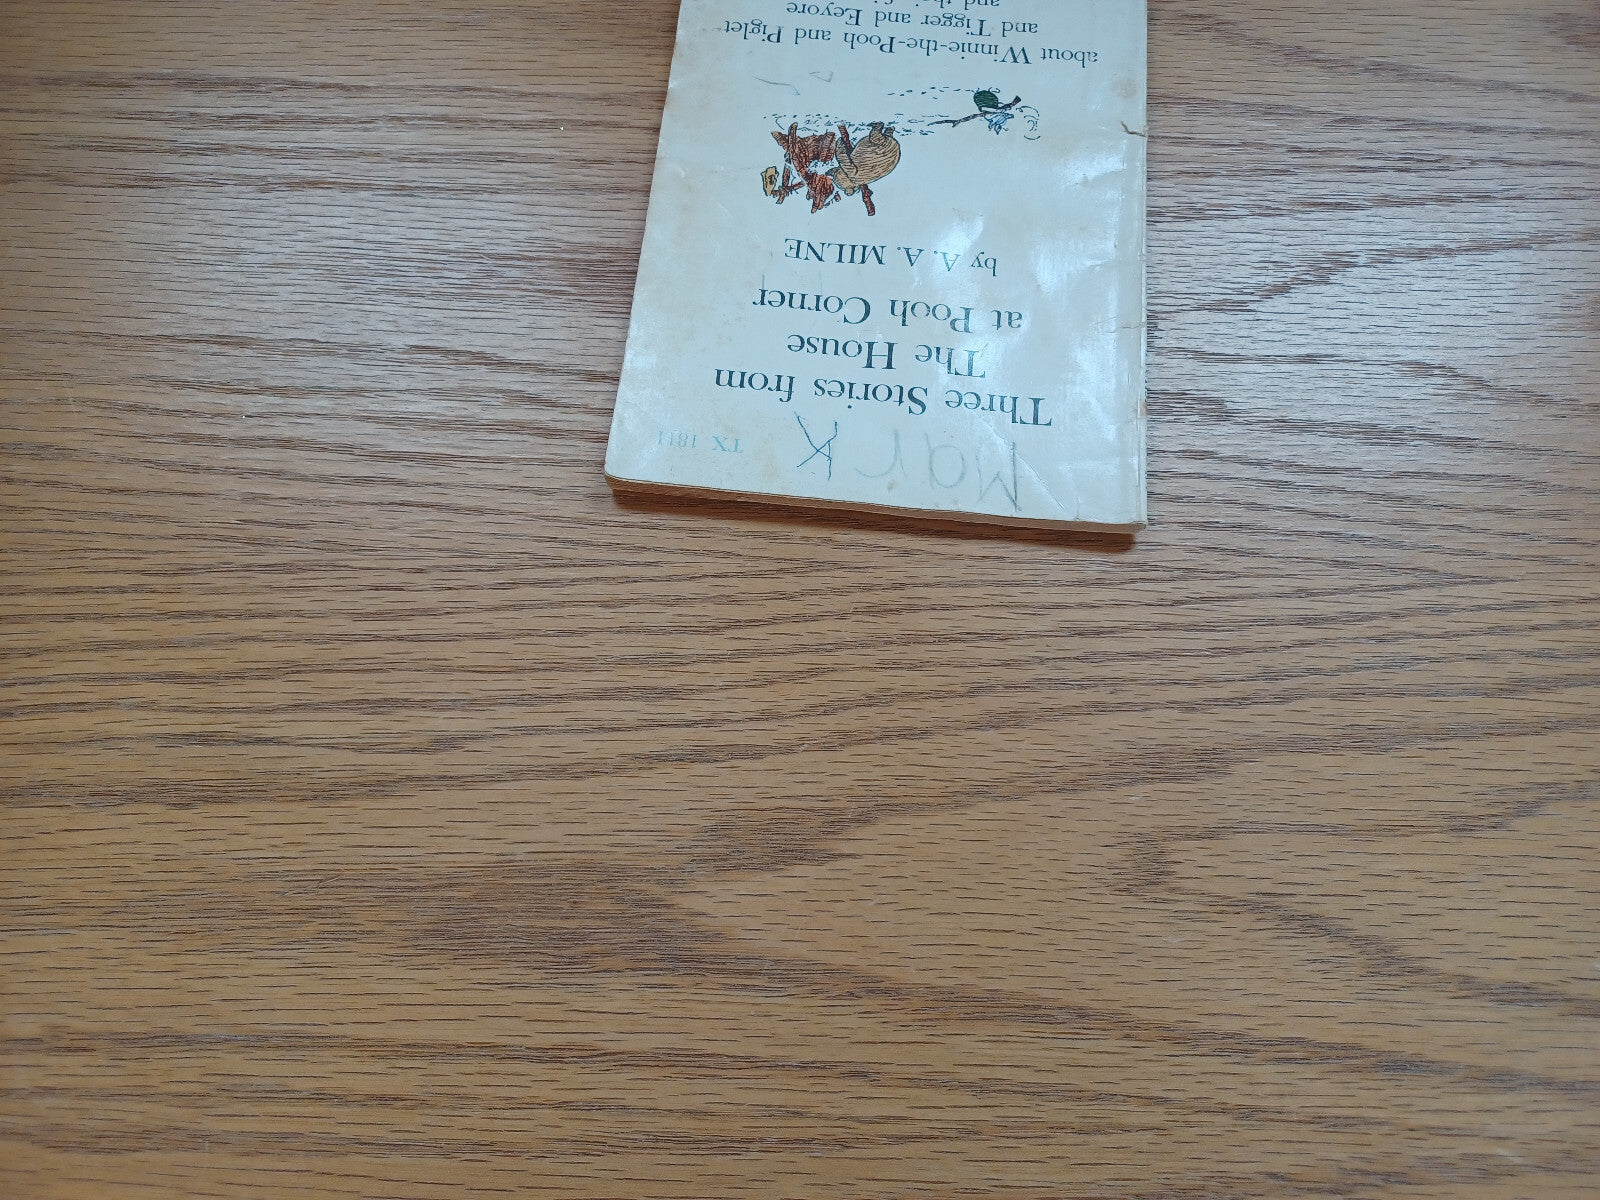 TX 1811
Mark
Three Stories from
The House
at Pooh Corner
by A. A. MILNE
about Winnie-the-Pooh and Piglet
and Tigger and Eeyore
and